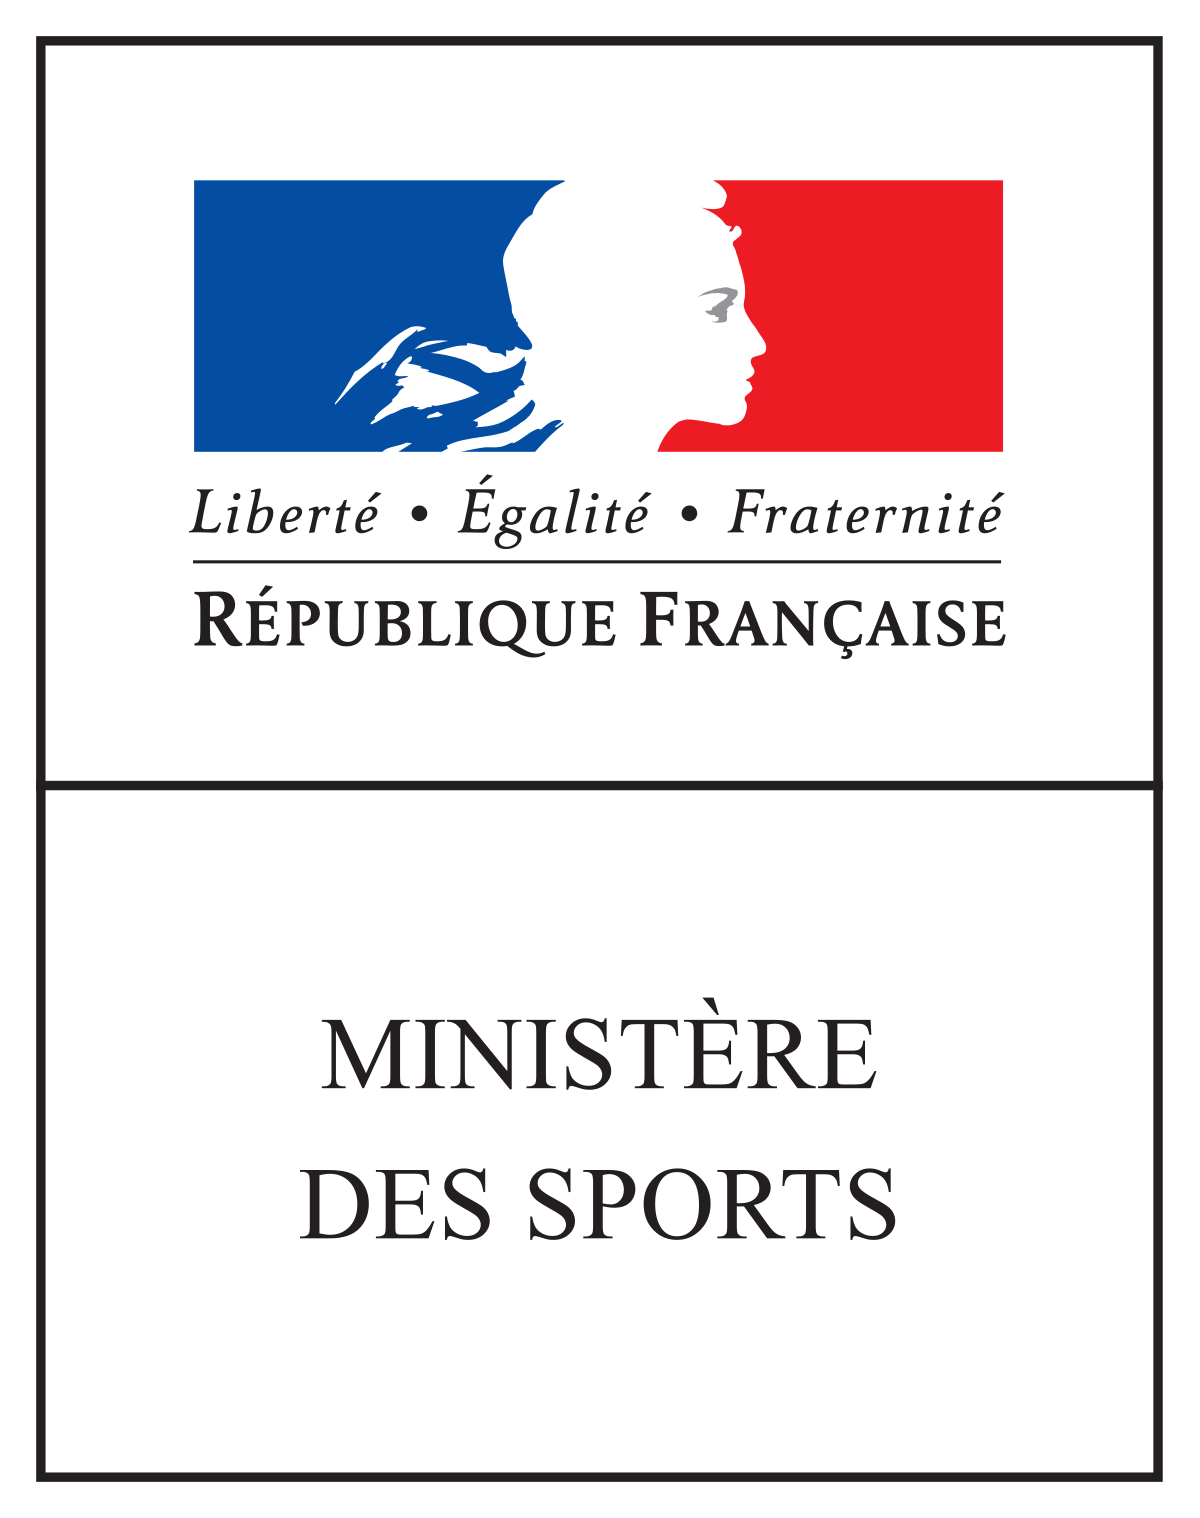 Liberté • Égalité • Fraternité
RÉPUBLIQUE FRANÇAISE
MINISTÈRE
DES SPORTS